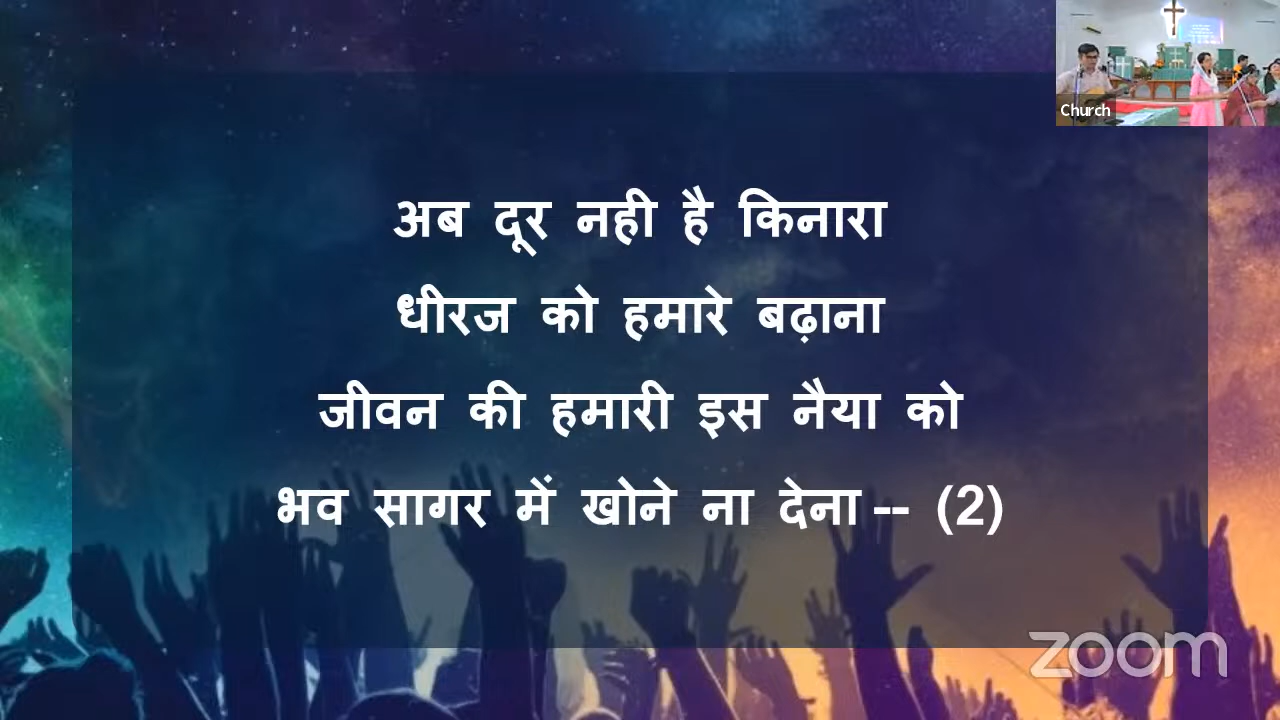 Church
अब दूर नही है किनारा
धीरज को हमारे बढ़ाना
जीवन की हमारी इस नैया को
भव सागर में खोने ना देना -- (2)
zoom